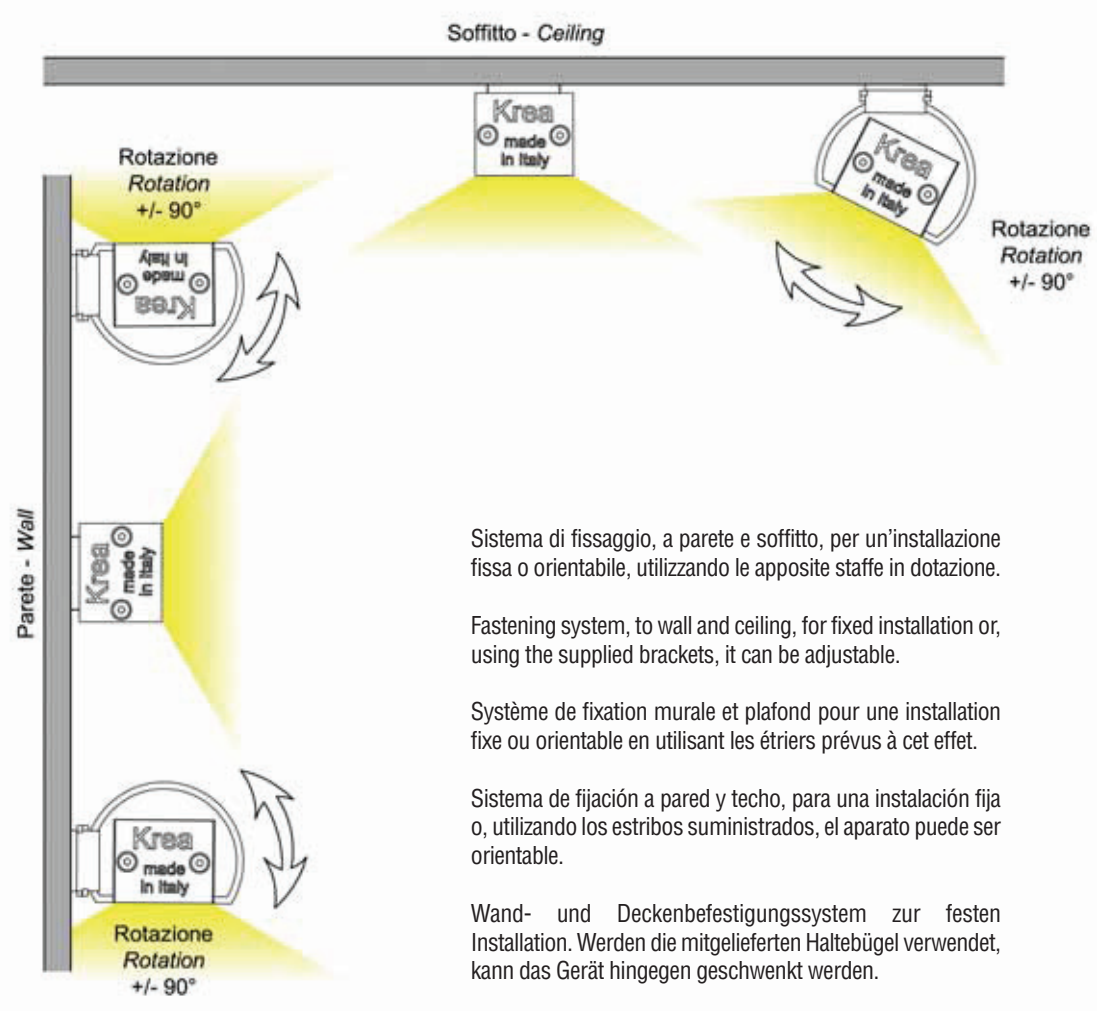 Soffitto - Ceiling
Krea
made
in Italy
Krea
made
in Italy
Rotazione
Rotation
+/- 90°
Rotazione
Rotation
+/- 90°
Krea
made
in Italy
Parete - Wall
Krea
made
in Italy
Krea
made
in Italy
Rotazione
Rotation
+/- 90°
Sistema di fissaggio, a parete e soffitto, per un'installazione
fissa o orientabile, utilizzando le apposite staffe in dotazione.
Fastening system, to wall and ceiling, for fixed installation or,
using the supplied brackets, it can be adjustable.
Système de fixation murale et plafond pour une installation
fixe ou orientable en utilisant les étriers prévus à cet effet.
Sistema de fijación a pared y techo, para una instalación fija
o, utilizando los estribos suministrados, el aparato puede ser
orientable.
Wand- und Deckenbefestigungssystem zur festen
Installation. Werden die mitgelieferten Haltebügel verwendet,
kann das Gerät hingegen geschwenkt werden.